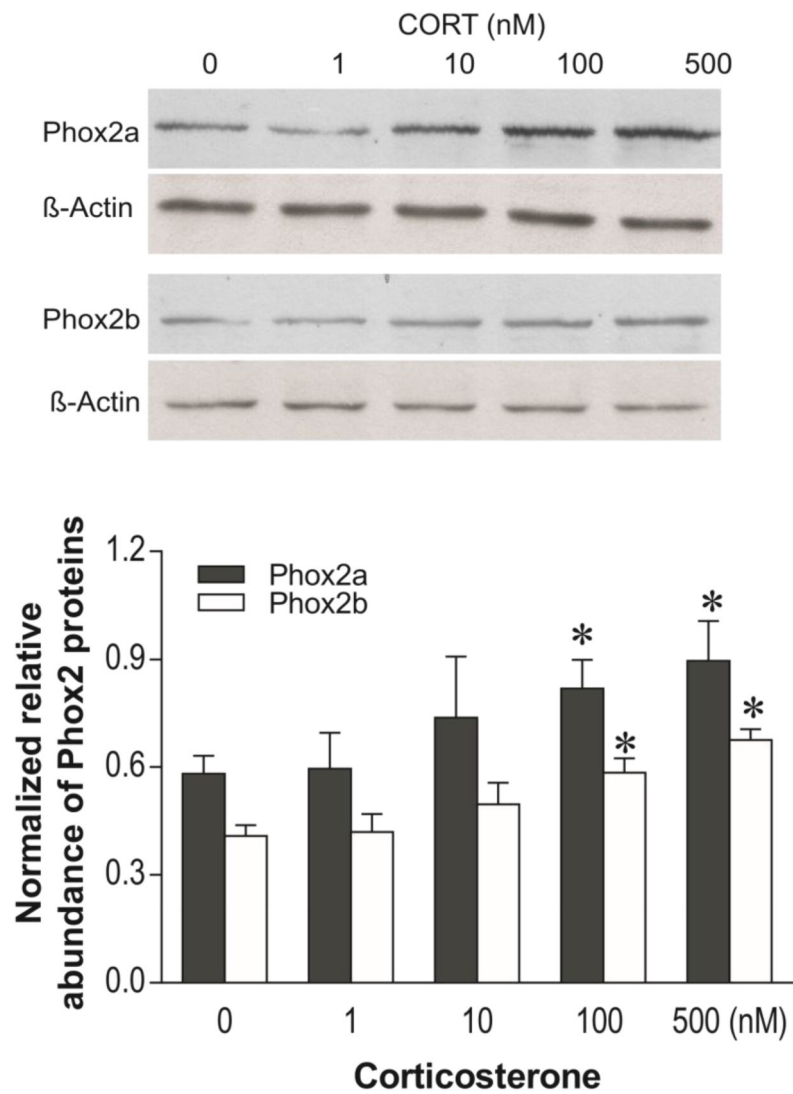 CORT (nM)
0 1 10 100 500
Phox2a
ß-Actin
Phox2b
ß-Actin
Normalized relative
abundance of Phox2 proteins
1.2
0.9
0.6
0.3
0.0
Phox2a
Phox2b
* *
* *
0 1 10 100 500 (nM)
Corticosterone